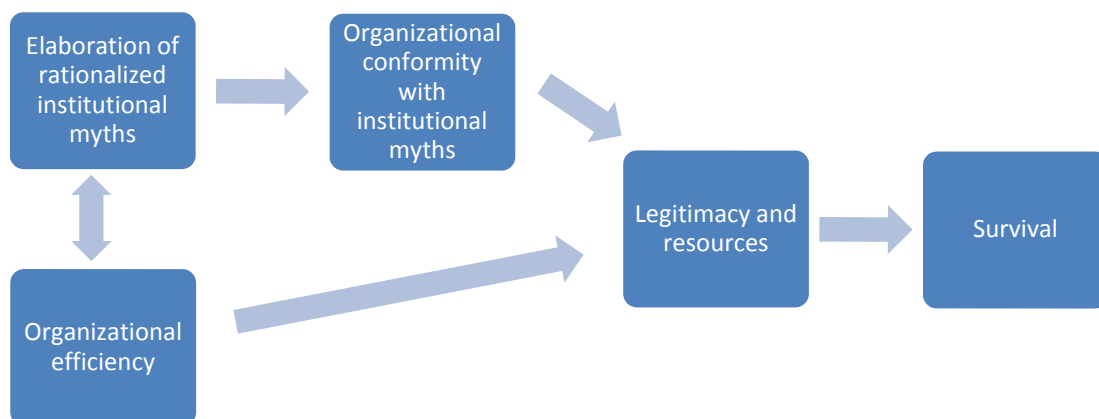 Elaboration of
rationalized
institutional
myths
Organizational
conformity
with
institutional
myths
Legitimacy and
resources
Survival
Organizational
efficiency